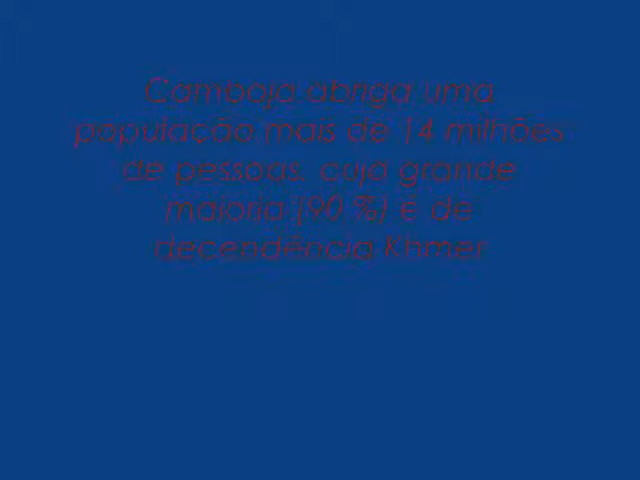 Camboja abriga uma
população mais de 14 milhões
de pessoas, cuja grande
maioria (90 %) é de
decendência Khmer